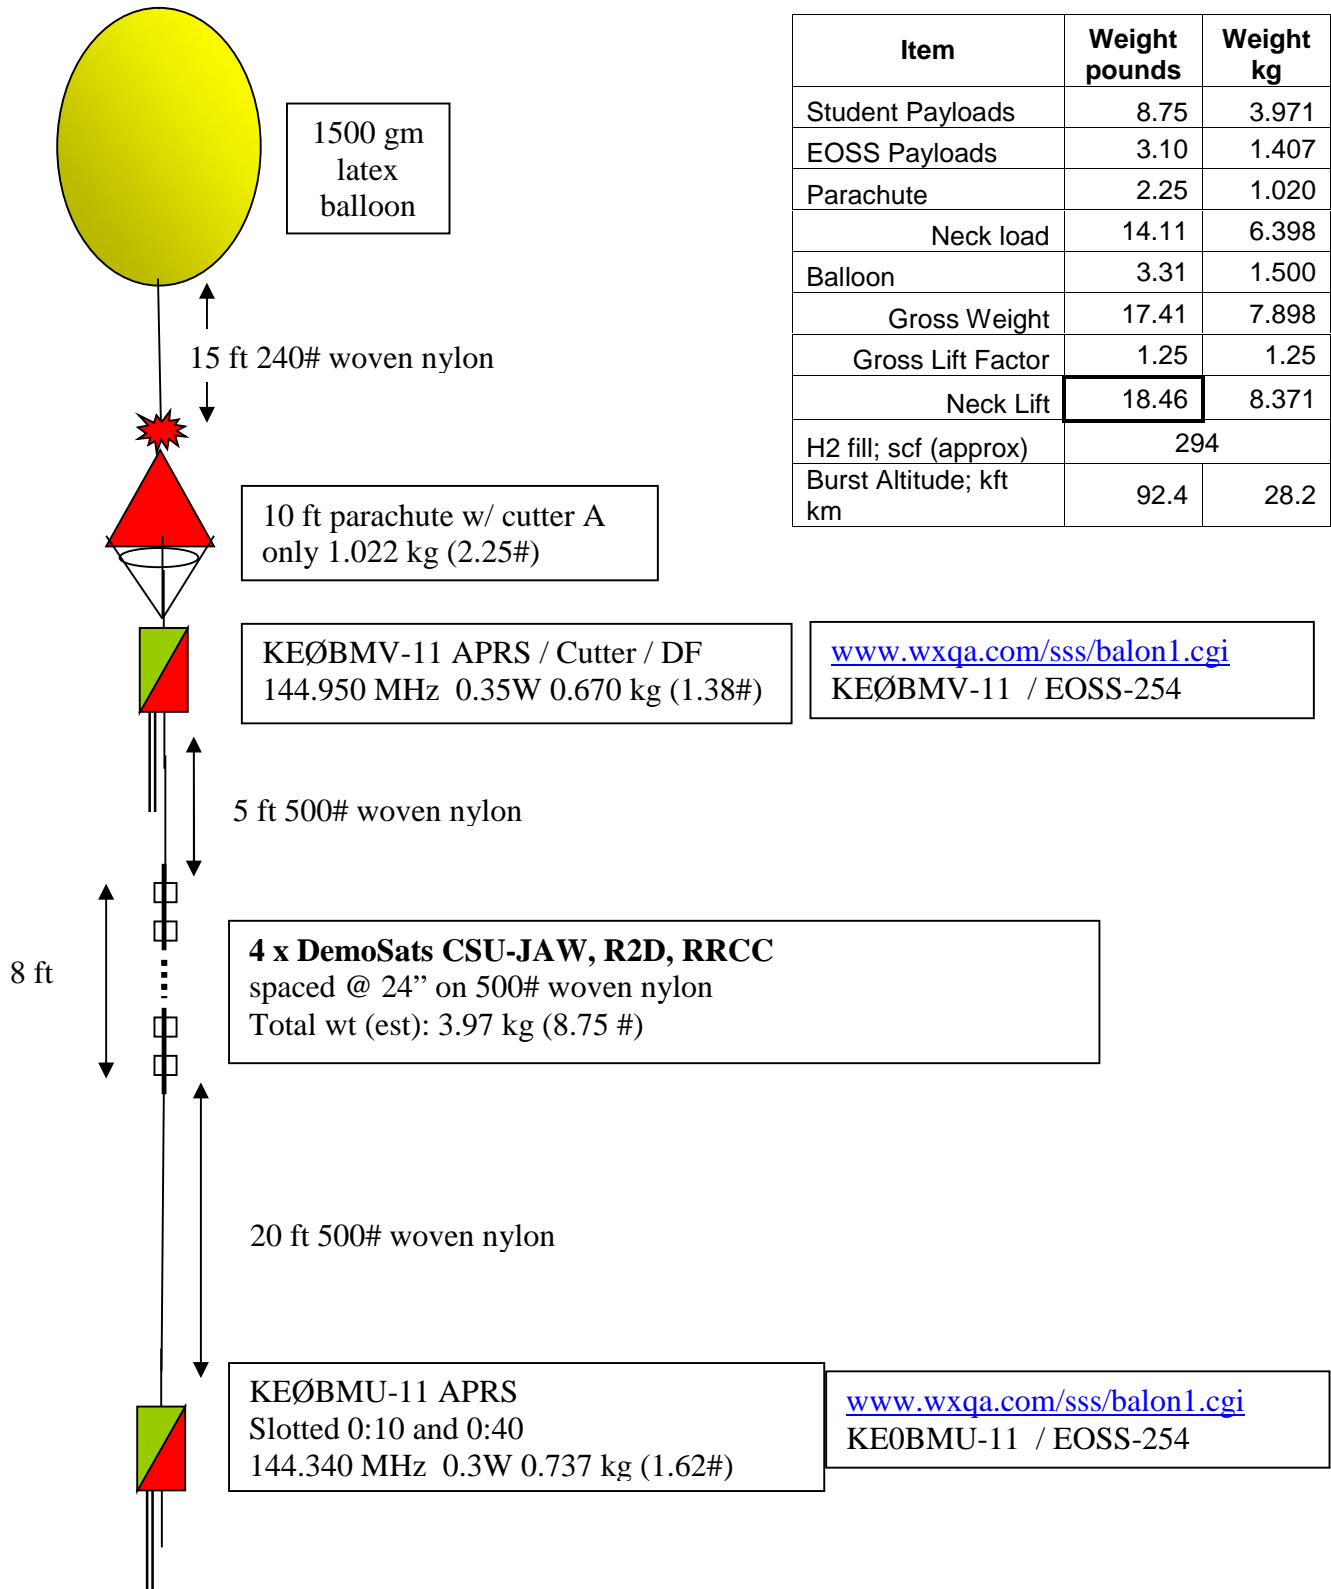 1500 gm
latex
balloon
Item Weight pounds Weight kg
Student Payloads 8.75 3.971
EOSS Payloads 3.10 1.407
Parachute 2.25 1.020
Neck load 14.11 6.398
Balloon 3.31 1.500
Gross Weight 17.41 7.898
Gross Lift Factor 1.25 1.25
Neck Lift 18.46 8.371
H2 fill; scf (approx) 294
Burst Altitude; kft km 92.4 28.2
15 ft 240# woven nylon
10 ft parachute w/ cutter A
only 1.022 kg (2.25#)
KEØBMV-11 APRS / Cutter / DF
144.950 MHz  0.35W 0.670 kg (1.38#)
www.wxqa.com/sss/balon1.cgi
KEØBMV-11  / EOSS-254
5 ft 500# woven nylon
8 ft
4 x DemoSats CSU-JAW, R2D, RRCC
spaced @ 24” on 500# woven nylon
Total wt (est): 3.97 kg (8.75 #)
20 ft 500# woven nylon
KEØBMU-11 APRS
Slotted 0:10 and 0:40
144.340 MHz  0.3W 0.737 kg (1.62#)
www.wxqa.com/sss/balon1.cgi
KE0BMU-11  / EOSS-254